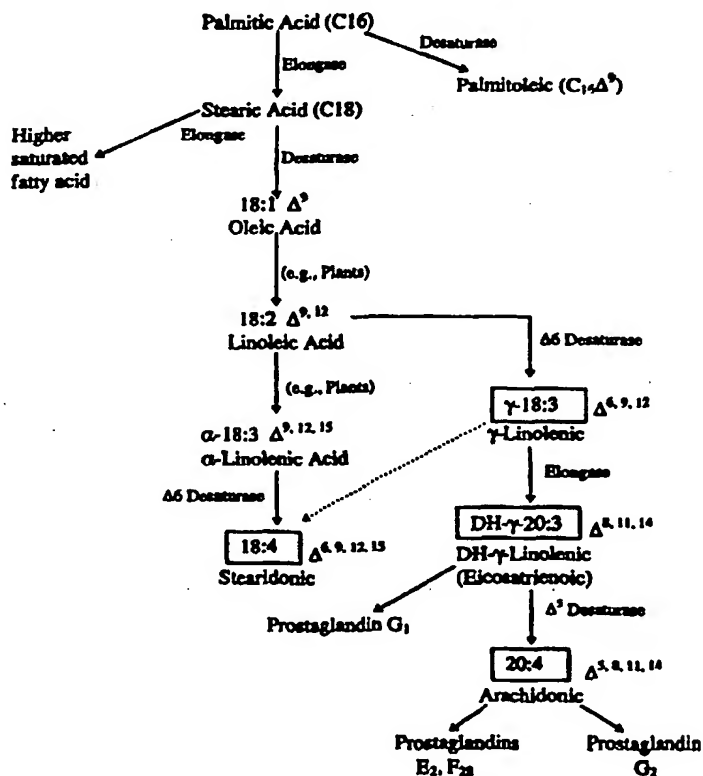 Palmitic Acid (C16)
Desaturase
Elongase
Palmitoleic (C₁₆Δ⁹)
Stearic Acid (C18)
Elongase
Higher
saturated
fatty acid
Desaturase
18:1 Δ⁹
Oleic Acid
(e.g., Plants)
18:2 Δ⁹, ¹²
Linoleic Acid
Δ6 Desaturase
(e.g., Plants)
γ-18:3 Δ⁶, ⁹, ¹²
γ-Linolenic
α-18:3 Δ⁹, ¹², ¹⁵
α-Linolenic Acid
Elongase
Δ6 Desaturase
DH-γ-20:3 Δ⁸, ¹¹, ¹⁴
DH-γ-Linolenic
(Eicosatrienoic)
18:4 Δ⁶, ⁹, ¹², ¹⁵
Stearidonic
Δ⁵ Desaturase
Prostaglandin G₁
20:4 Δ⁵, ⁸, ¹¹, ¹⁴
Arachidonic
Prostaglandins
E₂,
Prostaglandin
G₂